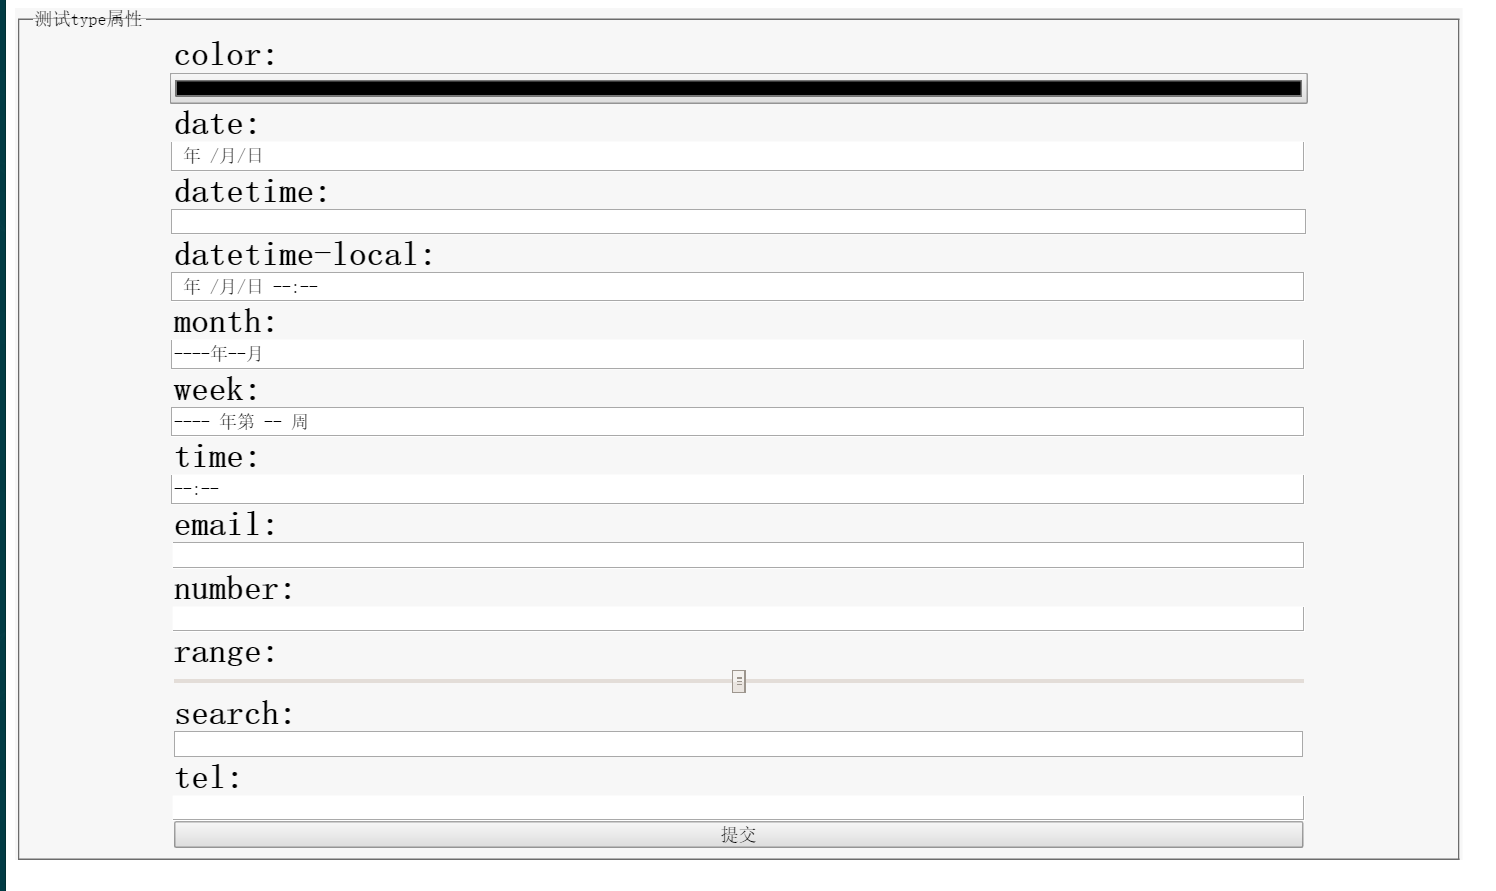 测试type属性
color:
date:
年 /月/日
datetime:
datetime-local:
年 /月/日 --:--
month:
----年--月
week:
---- 年第 -- 周
time:
--:--
email:
number:
range:
search:
tel:
提交